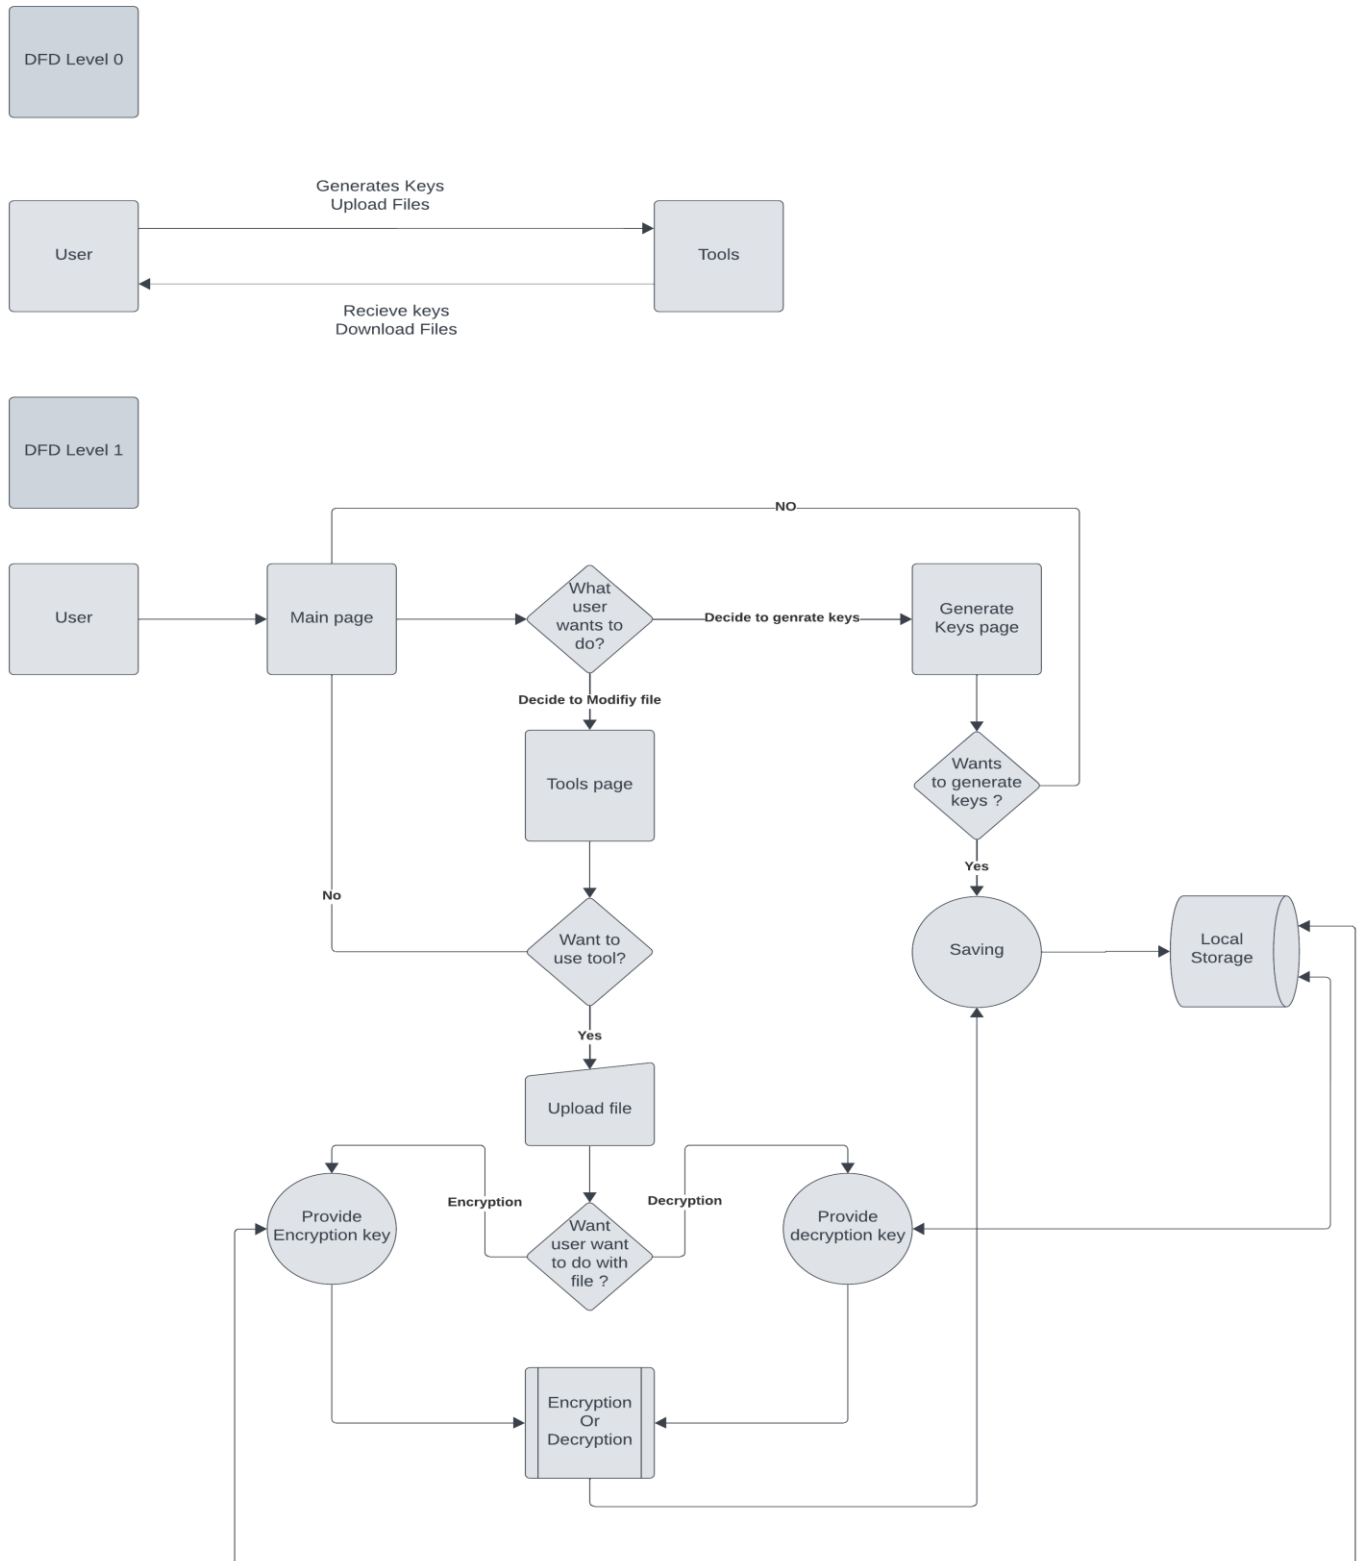 DFD Level 0
Generates Keys
Upload Files
User
Tools
Recieve keys
Download Files
DFD Level 1
NO
User
Main page
What
user
wants to
do?
Decide to genrate keys
Generate
Keys page
Decide to Modifiy file
Tools page
Wants
to generate
keys ?
Yes
No
Want to
use tool?
Saving
Local
Storage
Yes
Upload file
Encryption
Decryption
Provide
Encryption key
Want
user want
to do with
file ?
Provide
decryption key
Encryption
Or
Decryption